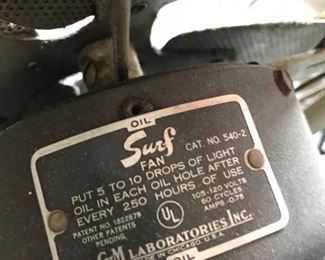 OIL
Surf
FAN
CAT. NO. S40-2
PUT 5 TO 10 DROPS OF LIGHT
OIL IN EACH OIL HOLE AFTER
EVERY 250 HOURS OF USE
PATENT NO. 1822679
OTHER PATENTS
PENDING.
UL
105-120 VOLTS
60 CYCLES
AMPS -0.75
G-M LABORATORIES INC.
MADE IN CHICAGO, U.S.A.